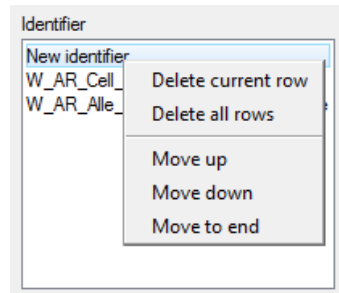 Identifier
New identifier
W_AR_Cell_
W_AR_Alle_
Delete current row
Delete all rows
Move up
Move down
Move to end